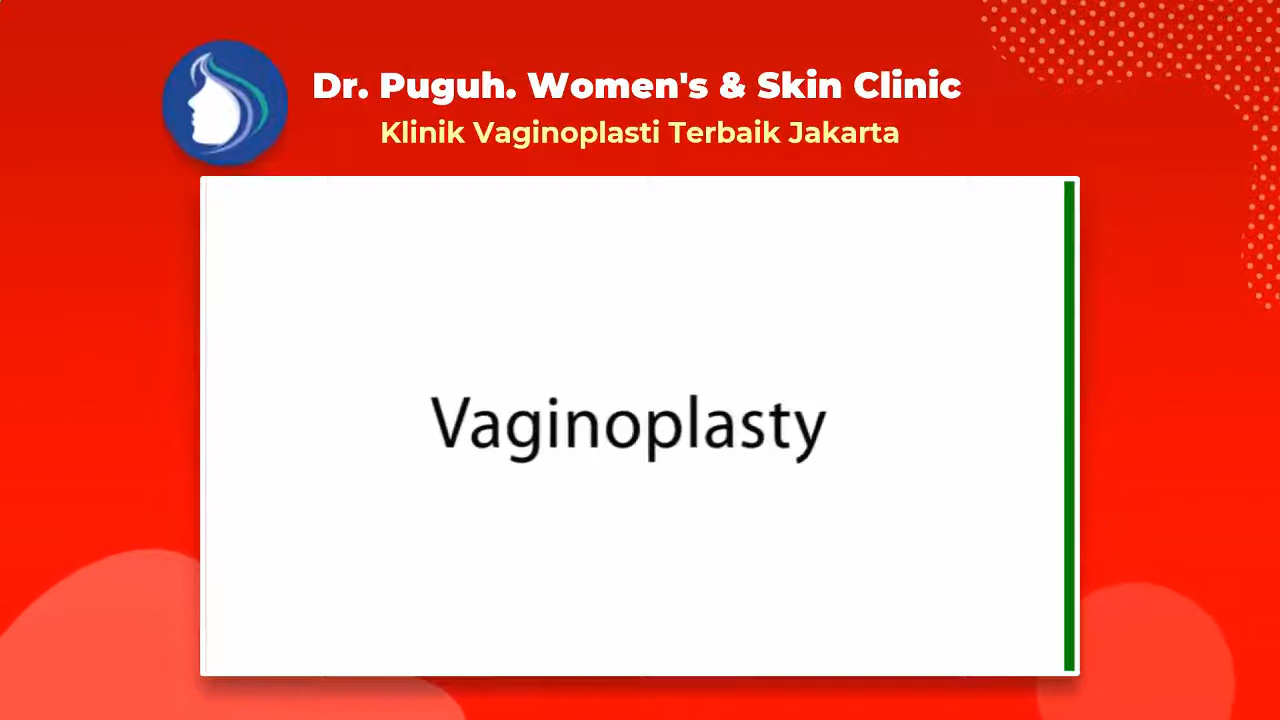 Dr. Puguh. Women's & Skin Clinic
Klinik Vaginoplasti Terbaik Jakarta
Vaginoplasty